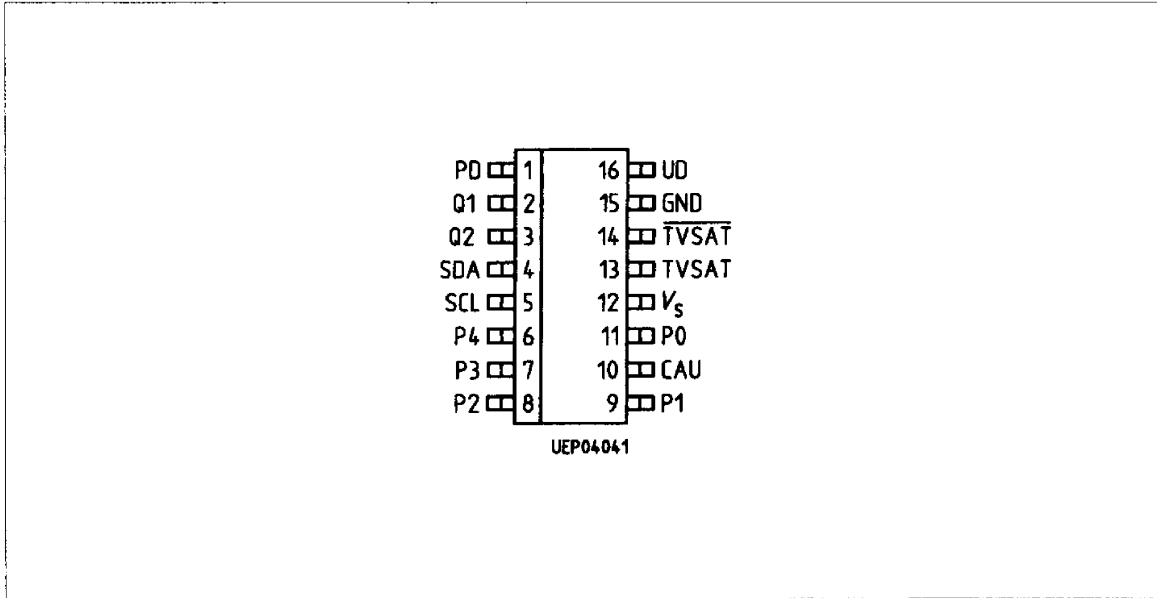 PD 1 16 UD
Q1 2 15 GND
Q2 3 14 T̅V̅S̅A̅T̅
SDA 4 13 TVSAT
SCL 5 12 Vs
P4 6 11 P0
P3 7 10 CAU
P2 8 9 P1
UEP04041